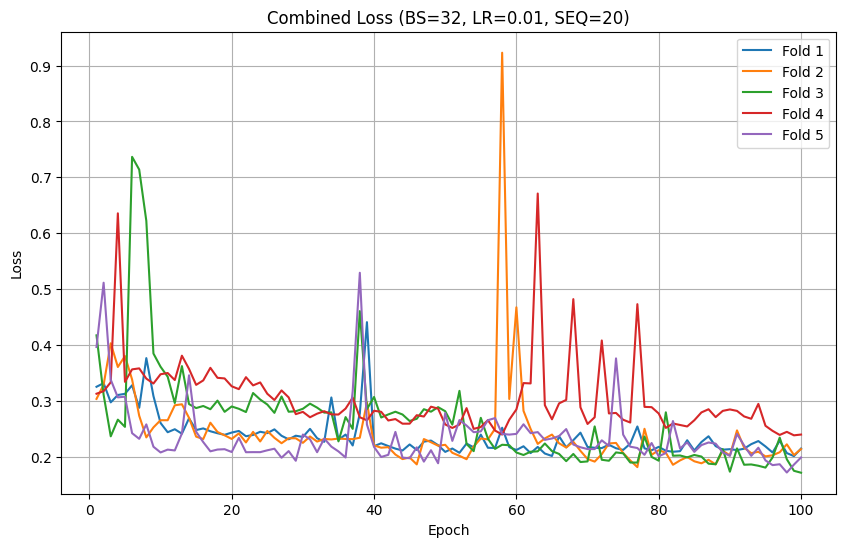 Combined Loss (BS=32, LR=0.01, SEQ=20)
Fold 1
Fold 2
Fold 3
Fold 4
Fold 5
Loss
0.9
0.8
0.7
0.6
0.5
0.4
0.3
0.2
0
20
40
60
80
100
Epoch